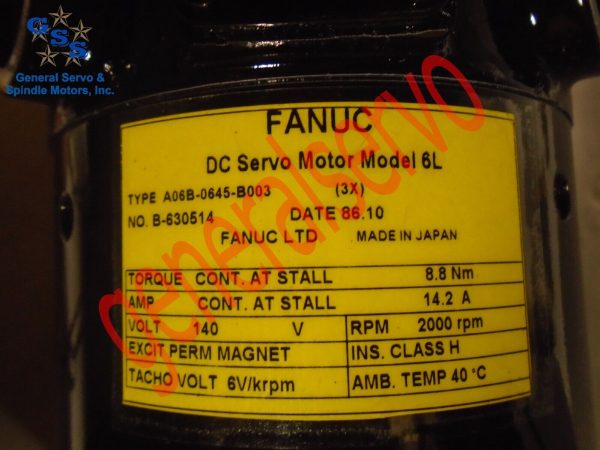 GSS
General Servo &
Spindle Motors, Inc.
FANUC
DC Servo Motor Model 6L
TYPE A06B-0645-B003 (3X)
NO. B-630514 DATE 86.10
FANUC LTD MADE IN JAPAN
TORQUE CONT. AT STALL 8.8 Nm
AMP CONT. AT STALL 14.2 A
VOLT 140 V RPM 2000 rpm
EXCIT PERM MAGNET INS. CLASS H
TACHO VOLT 6V/krpm AMB. TEMP 40 °C
generalservo